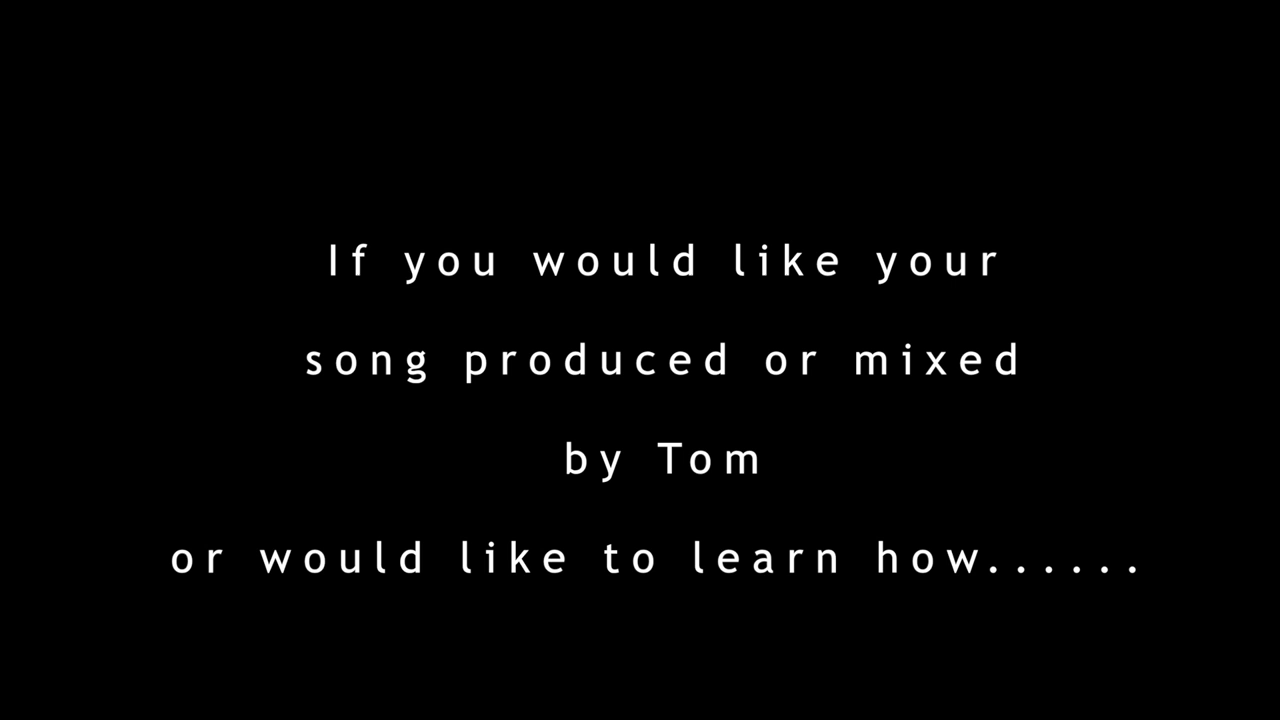 If you would like your
song produced or mixed
by Tom
or would like to learn how......